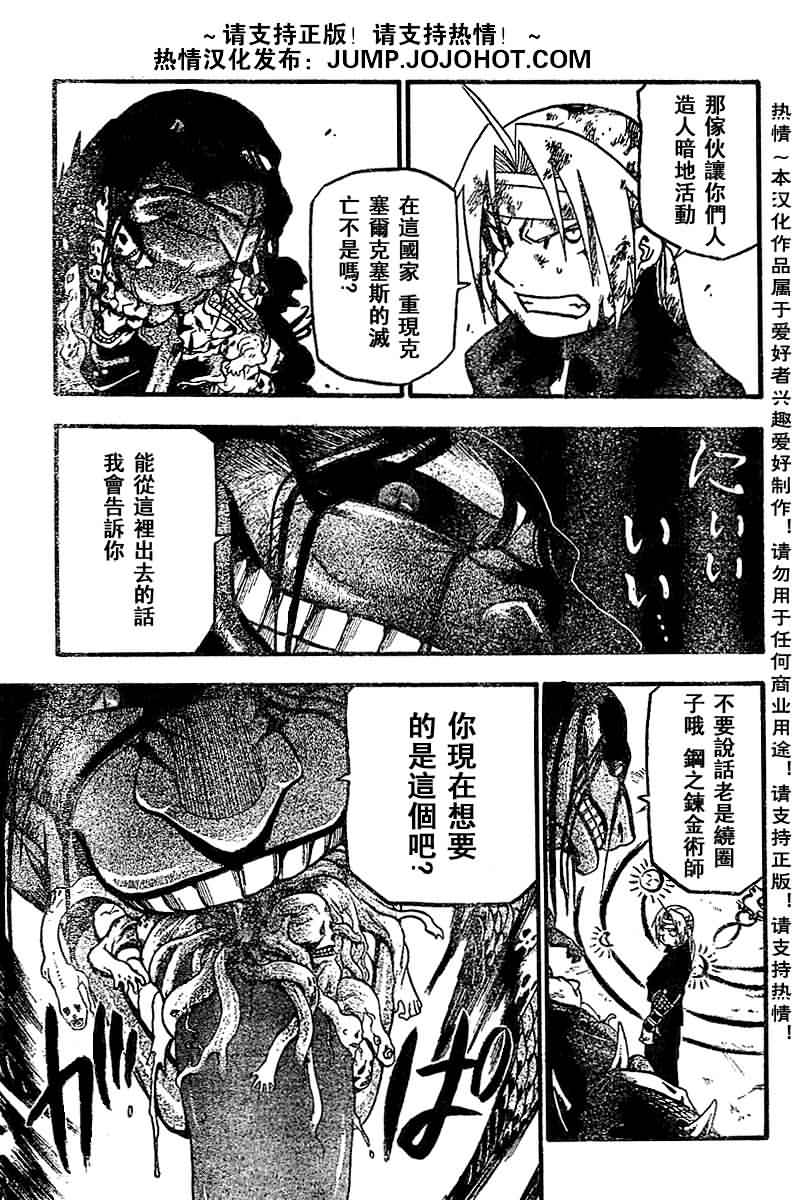 ~请支持正版! 请支持热情! ~
热情汉化发布: JUMP.JOJOHOT.COM
那傢伙讓你們人
造人暗地活動
在這國家 重現克
塞爾克塞斯的滅
亡不是嗎?
にいい
いい…
能從這裡出去的話
我會告訴你
不要說話老是繞圈
子哦 鋼之鍊金術師
你現在想要
的是這個吧?
がぱ
热情~本汉化作品属于爱好者兴趣爱好制作! 请勿用于任何商业用途! 请支持正版! 请支持热情!